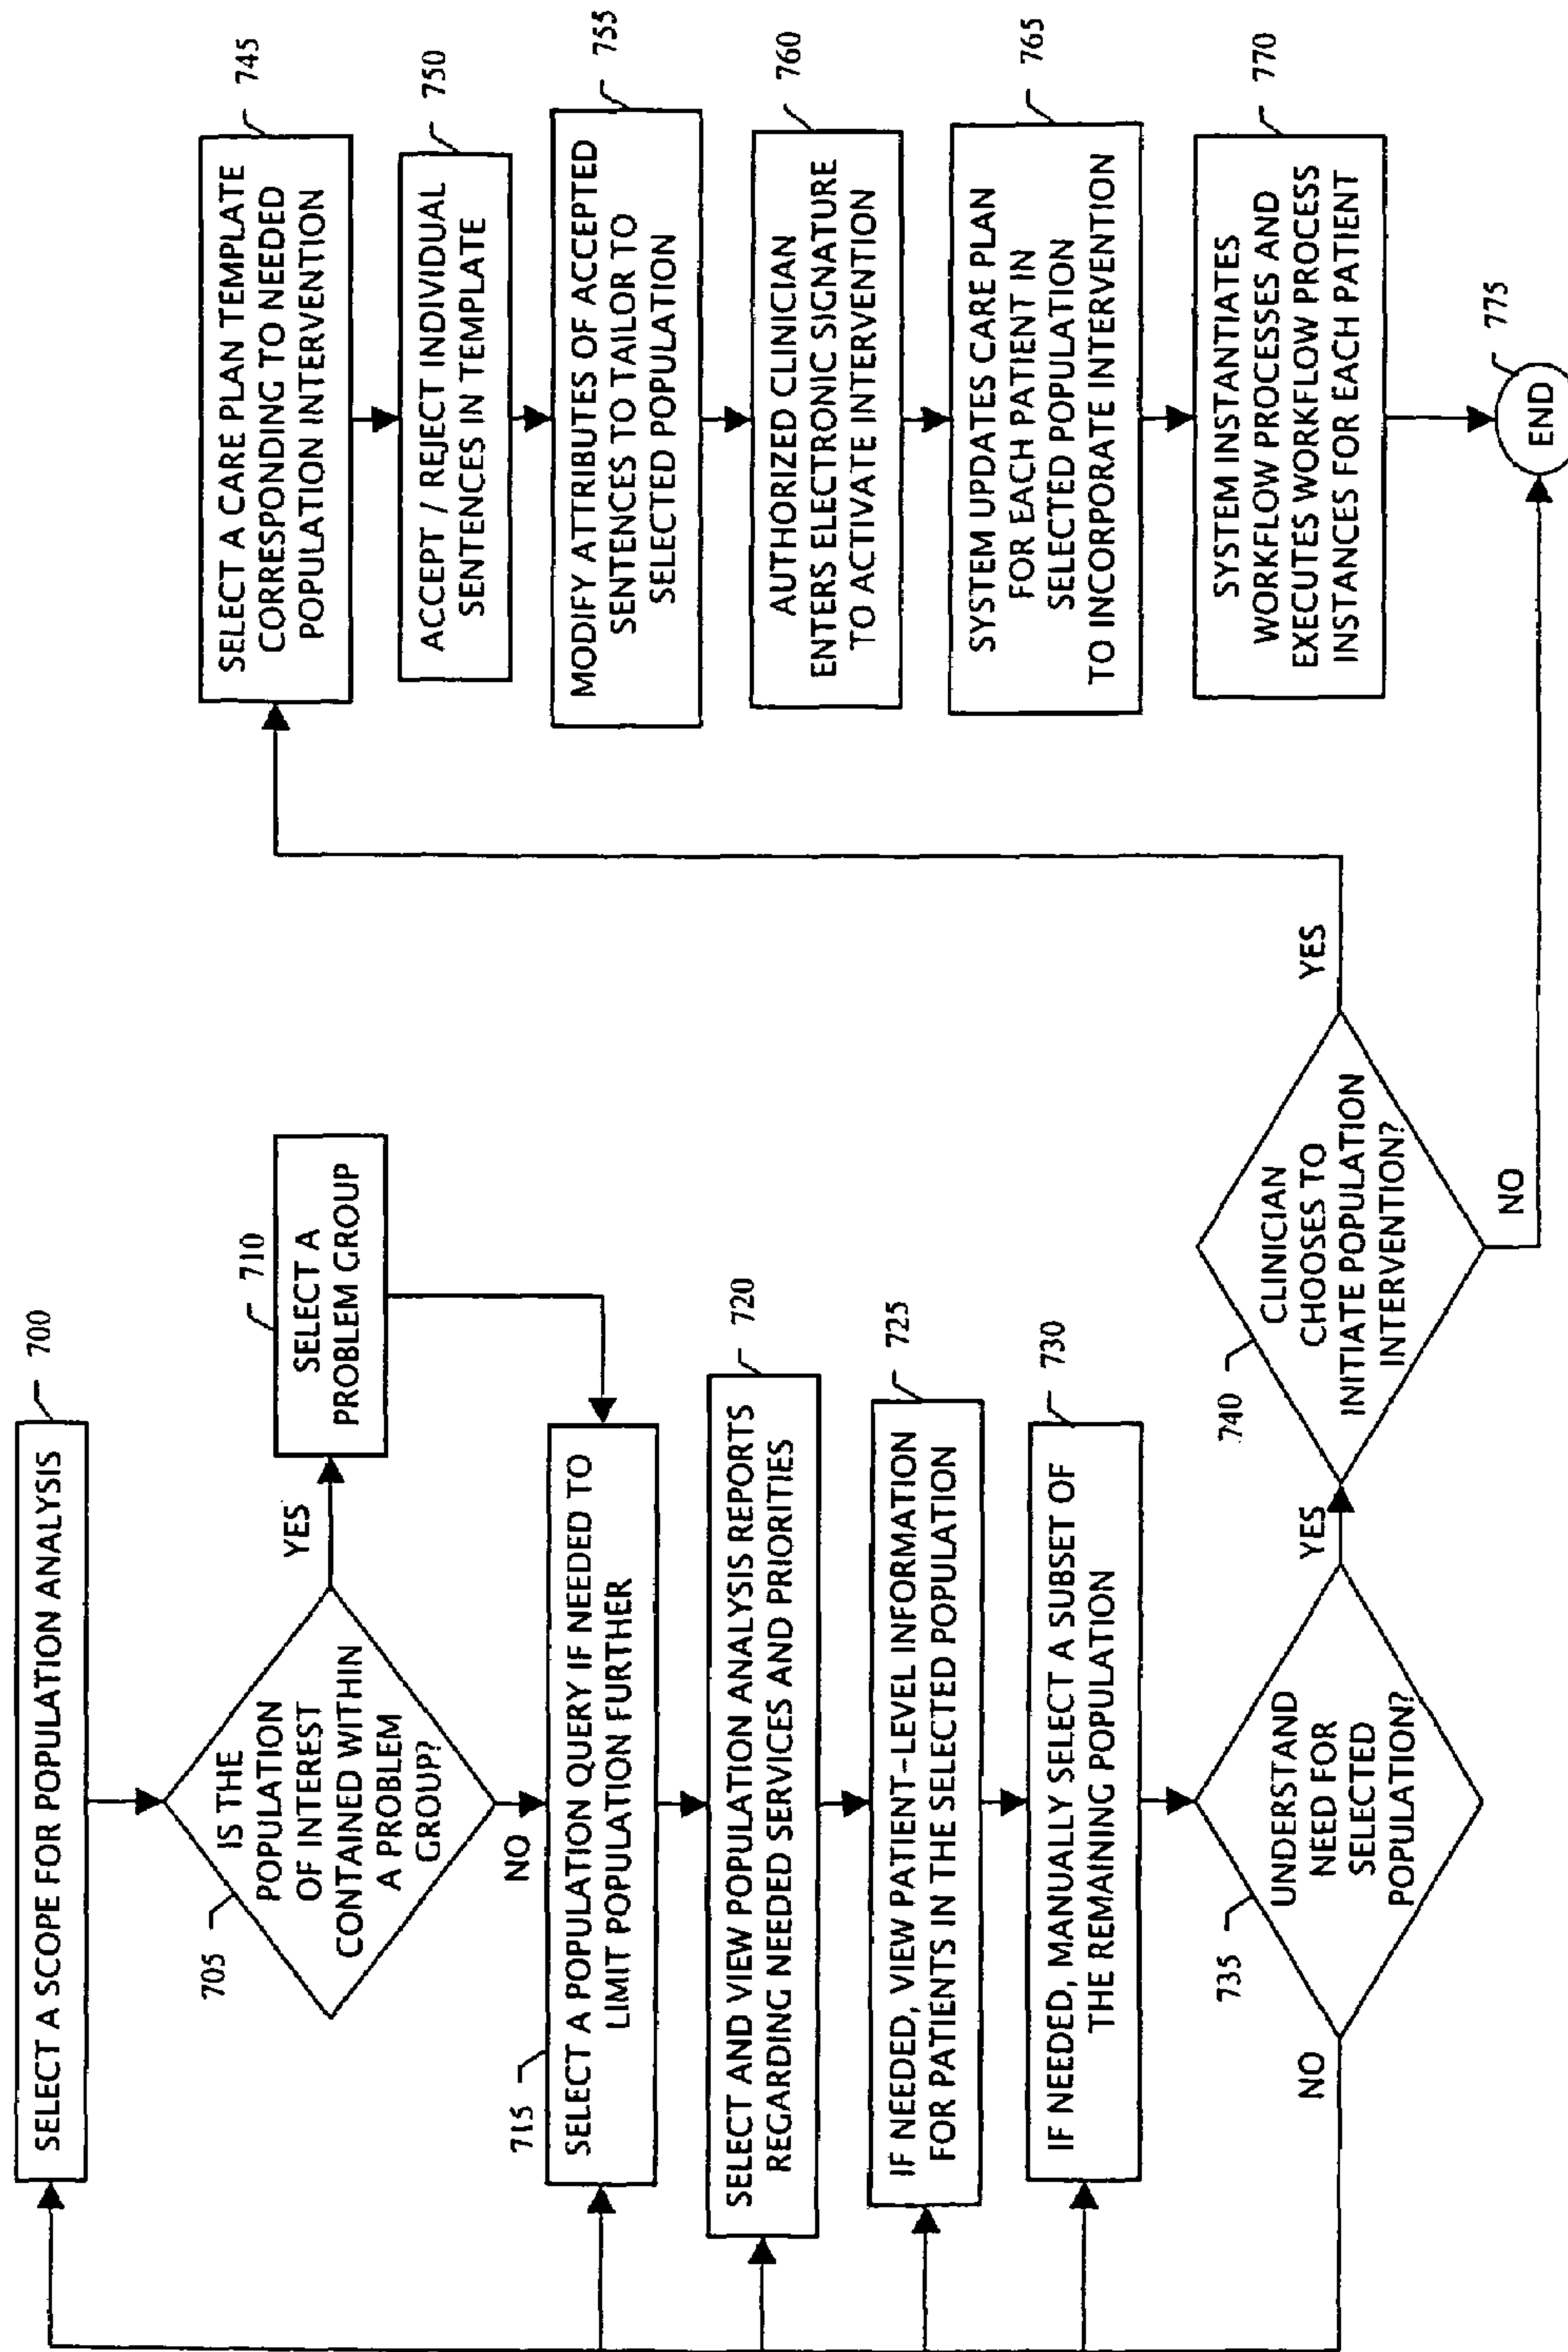 SELECT A SCOPE FOR POPULATION ANALYSIS
700
IS THE
POPULATION
OF INTEREST
CONTAINED WITHIN
A PROBLEM
GROUP?
705
YES
NO
710
SELECT A
PROBLEM GROUP
715
SELECT A POPULATION QUERY IF NEEDED TO
LIMIT POPULATION FURTHER
720
SELECT AND VIEW POPULATION ANALYSIS REPORTS
REGARDING NEEDED SERVICES AND PRIORITIES
725
IF NEEDED, VIEW PATIENT-LEVEL INFORMATION
FOR PATIENTS IN THE SELECTED POPULATION
730
IF NEEDED, MANUALLY SELECT A SUBSET OF
THE REMAINING POPULATION
735
UNDERSTAND
NEED FOR
SELECTED
POPULATION?
NO
YES
740
CLINICIAN
CHOOSES TO
INITIATE POPULATION
INTERVENTION?
YES
NO
745
SELECT A CARE PLAN TEMPLATE
CORRESPONDING TO NEEDED
POPULATION INTERVENTION
750
ACCEPT / REJECT INDIVIDUAL
SENTENCES IN TEMPLATE
755
MODIFY ATTRIBUTES OF ACCEPTED
SENTENCES TO TAILOR TO
SELECTED POPULATION
760
AUTHORIZED CLINICIAN
ENTERS ELECTRONIC SIGNATURE
TO ACTIVATE INTERVENTION
765
SYSTEM UPDATES CARE PLAN
FOR EACH PATIENT IN
SELECTED POPULATION
TO INCORPORATE INTERVENTION
770
SYSTEM INSTANTIATES
WORKFLOW PROCESSES AND
EXECUTES WORKFLOW PROCESS
INSTANCES FOR EACH PATIENT
775
END